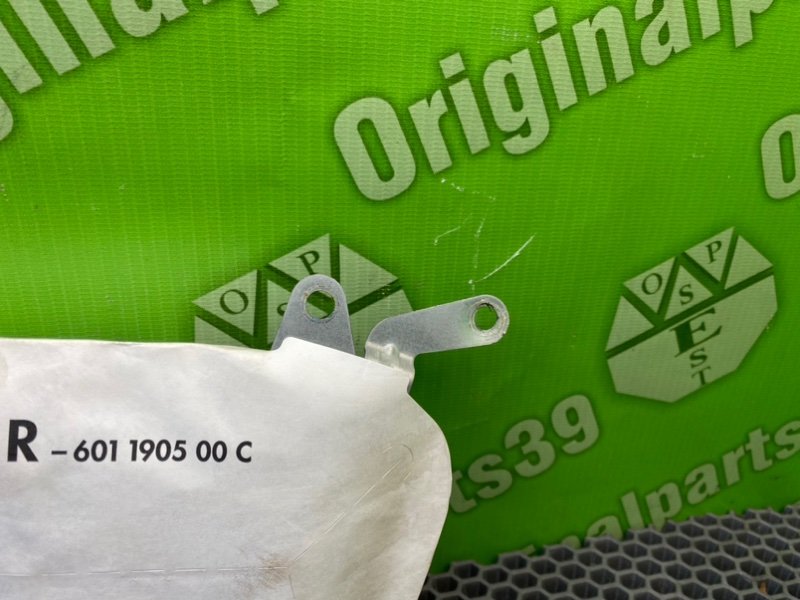 Originalp
O
P
S
O
S
P
E
S
T
ts39
nalparts
R – 601 1905 00 C